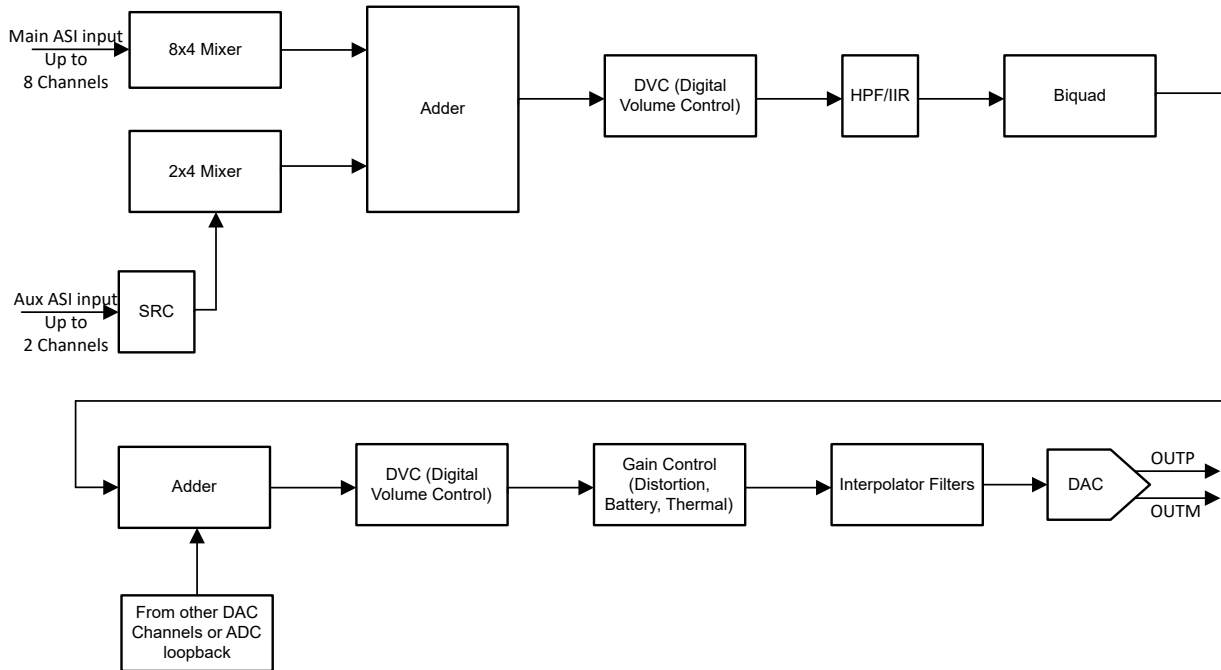 Main ASI input
Up to
8 Channels
8x4 Mixer
Adder
DVC (Digital
Volume Control)
HPF/IIR
Biquad
2x4 Mixer
Aux ASI input
Up to
2 Channels
SRC
Adder
DVC (Digital
Volume Control)
Gain Control
(Distortion,
Battery, Thermal)
Interpolator Filters
DAC
OUTP
OUTM
From other DAC
Channels or ADC
loopback